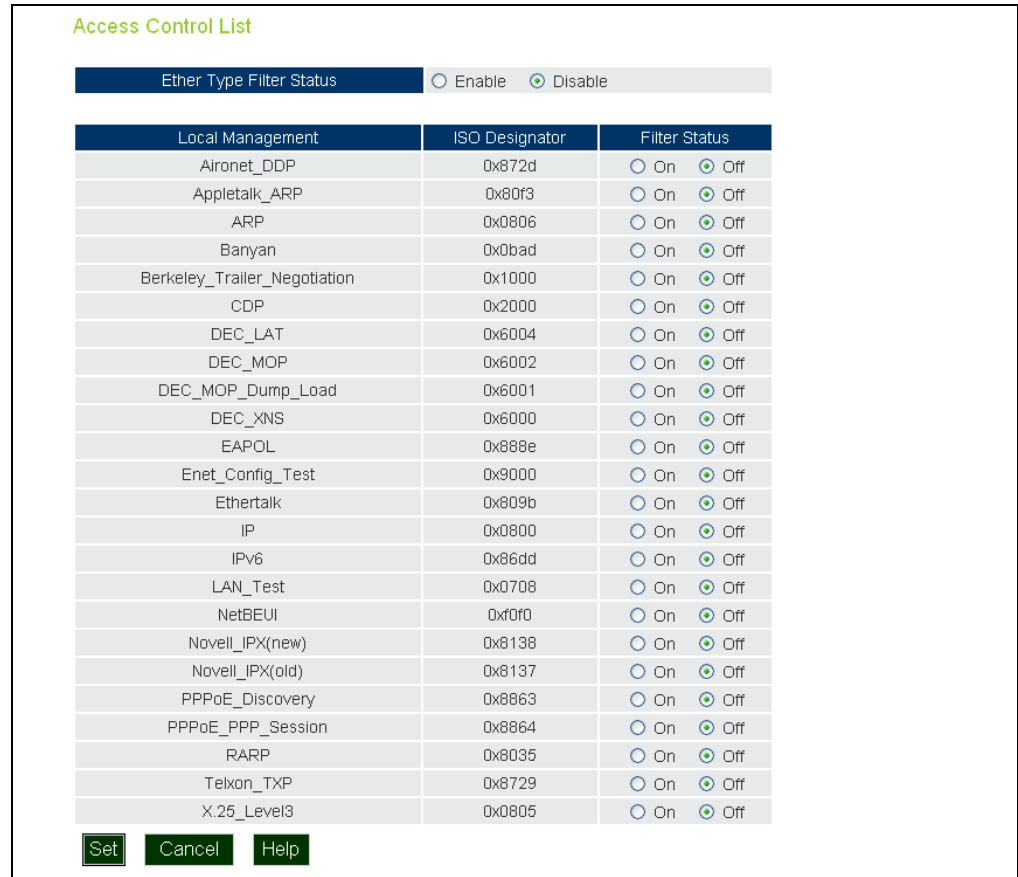 Access Control List
Ether Type Filter Status Enable Disable
Local Management ISO Designator Filter Status
Aironet_DDP 0x872d On Off
Appletalk_ARP 0x80f3 On Off
ARP 0x0806 On Off
Banyan 0x0bad On Off
Berkeley_Trailer_Negotiation 0x1000 On Off
CDP 0x2000 On Off
DEC_LAT 0x6004 On Off
DEC_MOP 0x6002 On Off
DEC_MOP_Dump_Load 0x6001 On Off
DEC_XNS 0x6000 On Off
EAPOL 0x888e On Off
Enet_Config_Test 0x9000 On Off
Ethertalk 0x809b On Off
IP 0x0800 On Off
IPv6 0x86dd On Off
LAN_Test 0x0708 On Off
NetBEUI 0xf0f0 On Off
Novell_IPX(new) 0x8138 On Off
Novell_IPX(old) 0x8137 On Off
PPPoE_Discovery 0x8863 On Off
PPPoE_PPP_Session 0x8864 On Off
RARP 0x8035 On Off
Telxon_TXP 0x8729 On Off
X.25_Level3 0x0805 On Off
Set Cancel Help